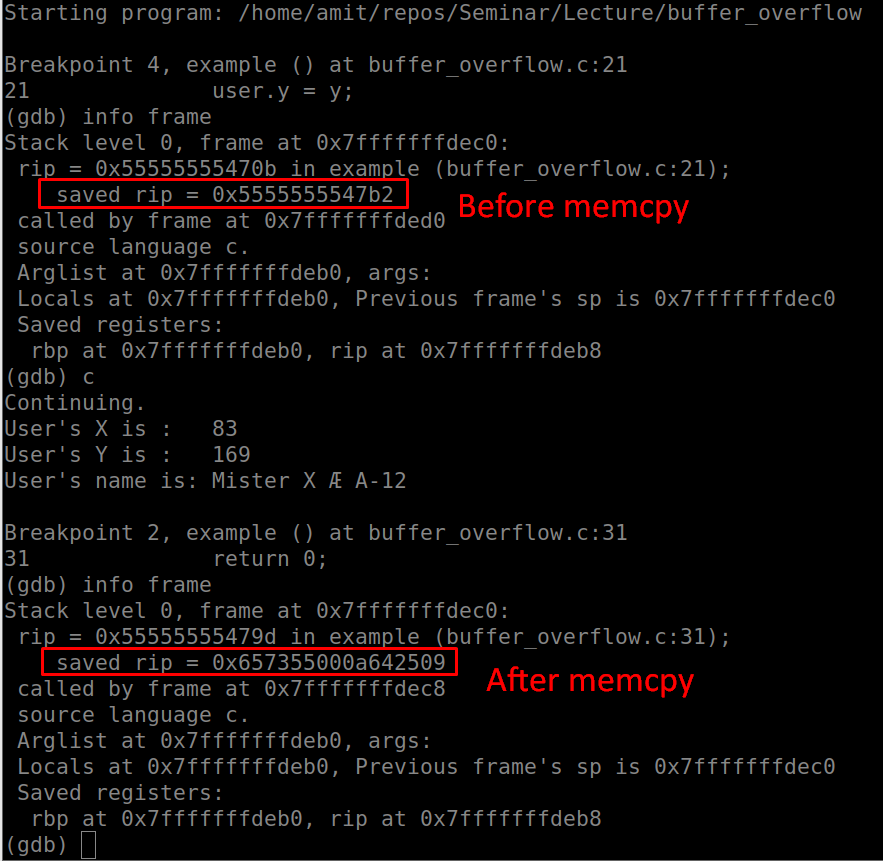 Starting program: /home/amit/repos/Seminar/Lecture/buffer_overflow
Breakpoint 4, example () at buffer_overflow.c:21
21 user.y = y;
(gdb) info frame
Stack level 0, frame at 0x7fffffffdec0:
rip = 0x55555555470b in example (buffer_overflow.c:21);
saved rip = 0x5555555547b2 Before memcpy
called by frame at 0x7fffffffded0
source language c.
Arglist at 0x7fffffffdeb0, args:
Locals at 0x7fffffffdeb0, Previous frame's sp is 0x7fffffffdec0
Saved registers:
rbp at 0x7fffffffdeb0, rip at 0x7fffffffdeb8
(gdb) c
Continuing.
User's X is : 83
User's Y is : 169
User's name is: Mister X Æ A-12
Breakpoint 2, example () at buffer_overflow.c:31
31 return 0;
(gdb) info frame
Stack level 0, frame at 0x7fffffffdec0:
rip = 0x55555555479d in example (buffer_overflow.c:31);
saved rip = 0x657355000a642509 After memcpy
called by frame at 0x7fffffffdec8
source language c.
Arglist at 0x7fffffffdeb0, args:
Locals at 0x7fffffffdeb0, Previous frame's sp is 0x7fffffffdec0
Saved registers:
rbp at 0x7fffffffdeb0, rip at 0x7fffffffdeb8
(gdb)